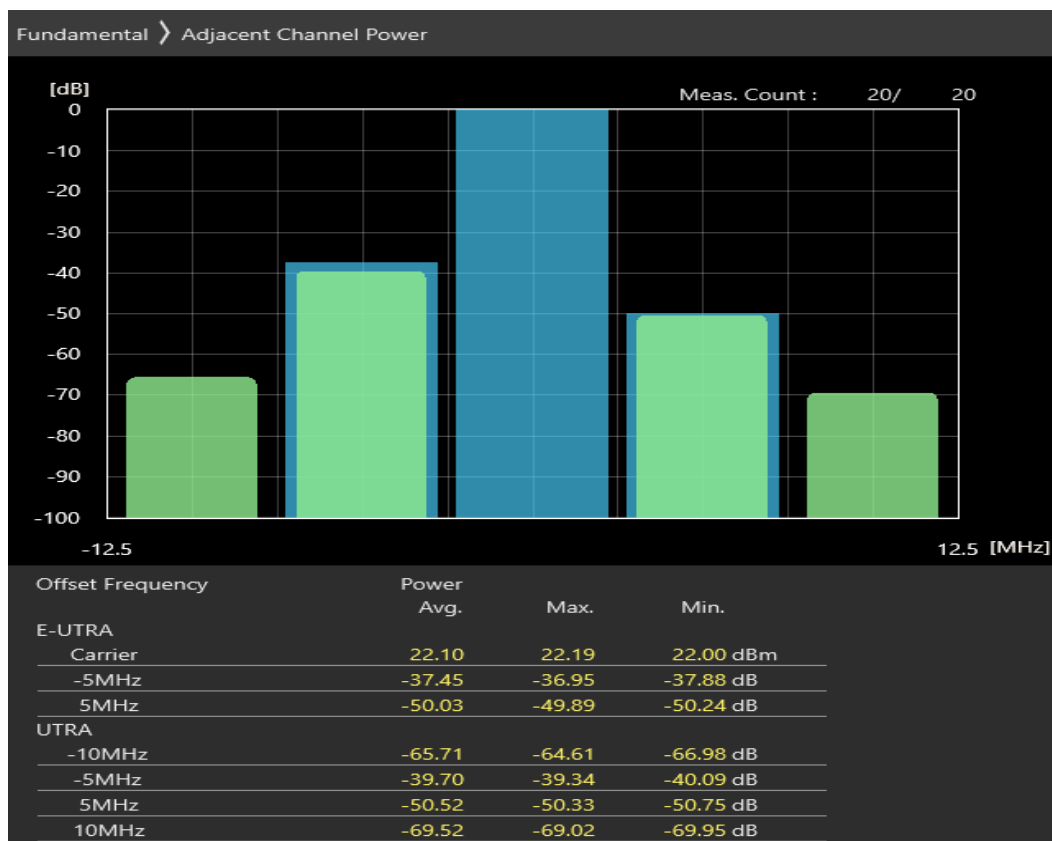 Fundamental 〉 Adjacent Channel Power
[dB]
Meas. Count : 20/ 20
0
-10
-20
-30
-40
-50
-60
-70
-80
-90
-100
-12.5 12.5 [MHz]
Offset Frequency Power
Avg. Max. Min.
E-UTRA
Carrier 22.10 22.19 22.00 dBm
-5MHz -37.45 -36.95 -37.88 dB
5MHz -50.03 -49.89 -50.24 dB
UTRA
-10MHz -65.71 -64.61 -66.98 dB
-5MHz -39.70 -39.34 -40.09 dB
5MHz -50.52 -50.33 -50.75 dB
10MHz -69.52 -69.02 -69.95 dB